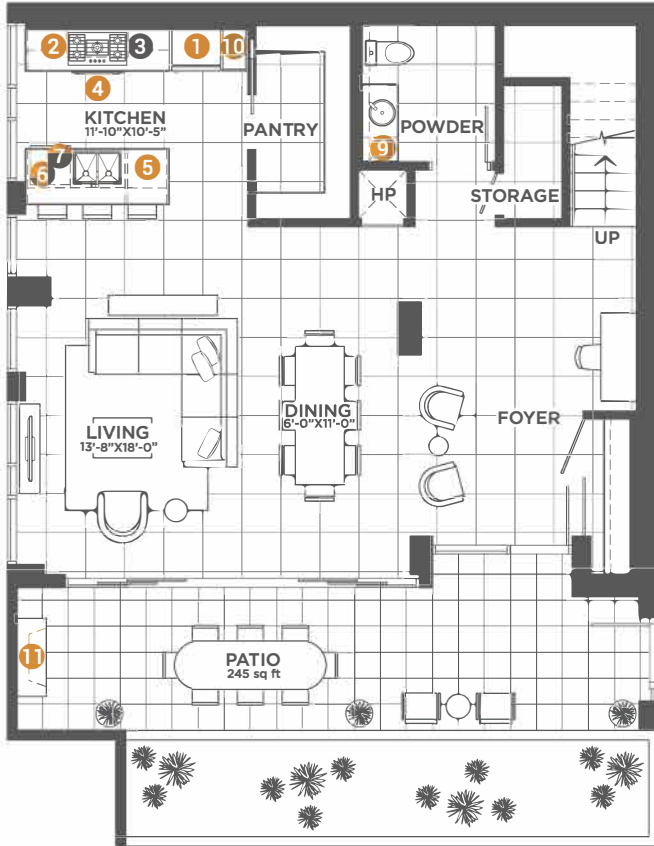 2
3
1
10
4
KITCHEN
11'-10"X10'-5"
PANTRY
POWDER
9
7
6
5
HP
STORAGE
UP
LIVING
13'-8"X18'-0"
DINING
6'-0"X11'-0"
FOYER
11
PATIO
245 sq ft